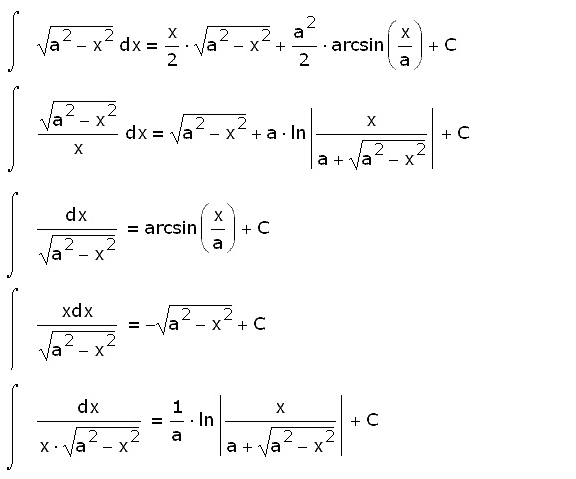 ∫ √(a² − x²) dx = x/2 · √(a² − x²) + a²/2 · arcsin(x/a) + C
∫ √(a² − x²)/x dx = √(a² − x²) + a · ln|x/(a + √(a² − x²))| + C
∫ dx/√(a² − x²) = arcsin(x/a) + C
∫ xdx/√(a² − x²) = −√(a² − x²) + C
∫ dx/(x · √(a² − x²)) = 1/a · ln|x/(a + √(a² − x²))| + C